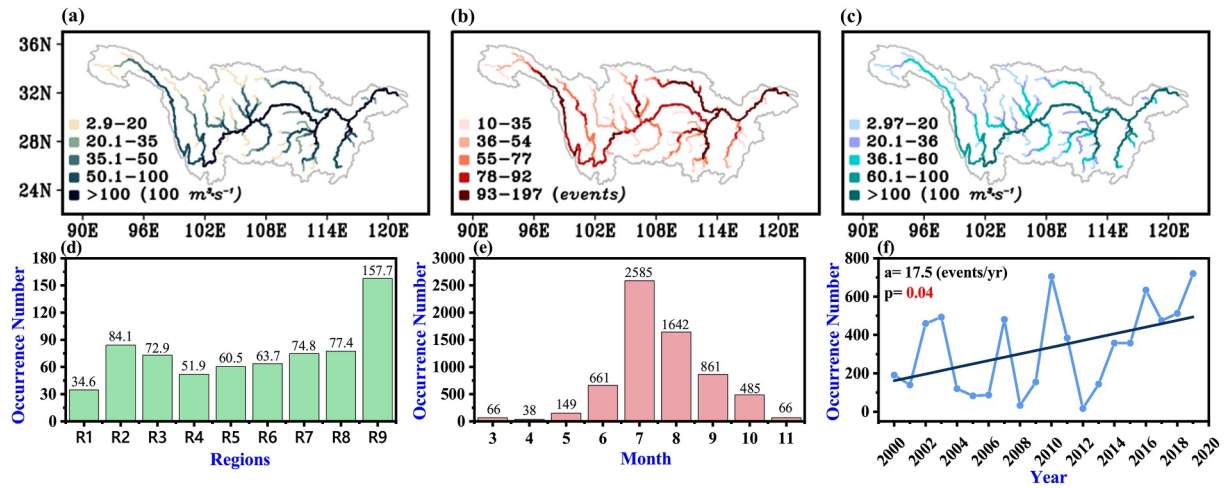 (a)
(b)
(c)
36N
32N
28N
24N
2.9-20
20.1-35
35.1-50
50.1-100
>100 (100 m³·s⁻¹)
10-35
36-54
55-77
78-92
93-197 (events)
2.97-20
20.1-36
36.1-60
60.1-100
>100 (100 m³·s⁻¹)
90E 96E 102E 108E 114E 120E
90E 96E 102E 108E 114E 120E
90E 96E 102E 108E 114E 120E
(d)
Occurrence Number
180
150
120
90
60
30
0
34.6
84.1
72.9
51.9
60.5
63.7
74.8
77.4
157.7
R1 R2 R3 R4 R5 R6 R7 R8 R9
Regions
(e)
Occurrence Number
3000
2500
2000
1500
1000
500
0
66
38
149
661
2585
1642
861
485
66
3 4 5 6 7 8 9 10 11
Month
(f)
Occurrence Number
800
600
400
200
0
a= 17.5 (events/yr)
p= 0.04
2000 2002 2004 2006 2008 2010 2012 2014 2016 2018 2020
Year